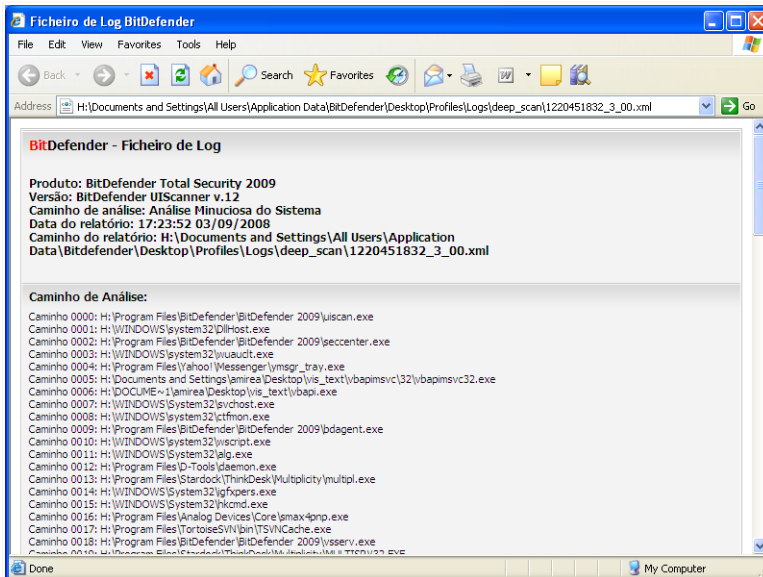 Ficheiro de Log BitDefender
File Edit View Favorites Tools Help
Back Search Favorites
Address H:\Documents and Settings\All Users\Application Data\BitDefender\Desktop\Profiles\Logs\deep_scan\1220451832_3_00.xml Go
BitDefender - Ficheiro de Log
Produto: BitDefender Total Security 2009
Versão: BitDefender UIScanner v.12
Caminho de análise: Análise Minuciosa do Sistema
Data do relatório: 17:23:52 03/09/2008
Caminho do relatório: H:\Documents and Settings\All Users\Application
Data\Bitdefender\Desktop\Profiles\Logs\deep_scan\1220451832_3_00.xml
Caminho de Análise:
Caminho 0000: H:\Program Files\BitDefender\BitDefender 2009\uiscan.exe
Caminho 0001: H:\WINDOWS\system32\DllHost.exe
Caminho 0002: H:\Program Files\BitDefender\BitDefender 2009\seccenter.exe
Caminho 0003: H:\WINDOWS\system32\wuauclt.exe
Caminho 0004: H:\Program Files\Yahoo!\Messenger\ymsgr_tray.exe
Caminho 0005: H:\Documents and Settings\amirea\Desktop\vis_text\vbapimsvc\32\vbapimsvc32.exe
Caminho 0006: H:\DOCUME~1\amirea\Desktop\vis_text\vbapi.exe
Caminho 0007: H:\WINDOWS\System32\svchost.exe
Caminho 0008: H:\WINDOWS\system32\ctfmon.exe
Caminho 0009: H:\Program Files\BitDefender\BitDefender 2009\bdagent.exe
Caminho 0010: H:\WINDOWS\system32\wscript.exe
Caminho 0011: H:\WINDOWS\System32\alg.exe
Caminho 0012: H:\Program Files\D-Tools\daemon.exe
Caminho 0013: H:\Program Files\Stardock\ThinkDesk\Multiplicity\multipl.exe
Caminho 0014: H:\WINDOWS\system32\igfxpers.exe
Caminho 0015: H:\WINDOWS\system32\hkcmd.exe
Caminho 0016: H:\Program Files\Analog Devices\Core\smax4pnp.exe
Caminho 0017: H:\Program Files\TortoiseSVN\bin\TSVNCache.exe
Caminho 0018: H:\Program Files\BitDefender\BitDefender 2009\vsserv.exe
Caminho 0019: H:\Program Files\Stardock\ThinkDesk\Multiplicity\MULTISRV32.EXE
Done My Computer